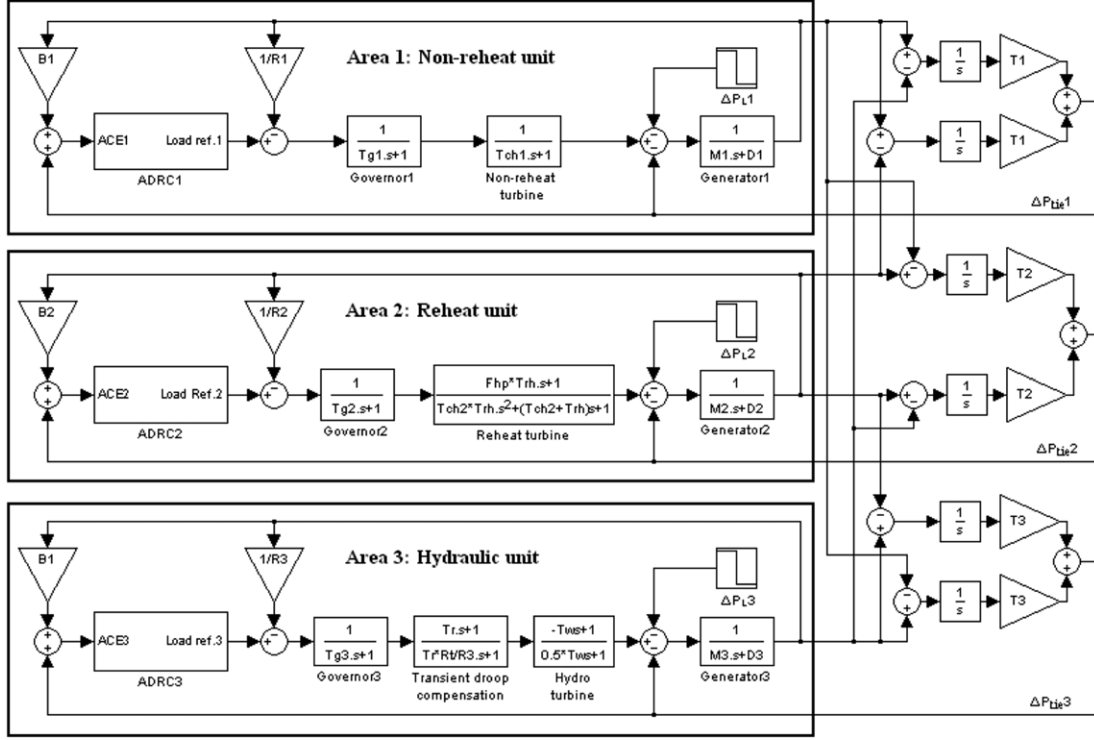 Area 1: Non-reheat unit
B1
1/R1
ΔPL1
+
+
ACE1 Load ref.1
ADRC1
+ −
1
Tg1.s+1
Governor1
1
Tch1.s+1
Non-reheat
turbine
− + −
1
M1.s+D1
Generator1
+
−
1
s
T1
+
−
1
s
T1
+
+
ΔPtie1
Area 2: Reheat unit
B2
1/R2
ΔPL2
+
+
ACE2 Load Ref.2
ADRC2
+ −
1
Tg2.s+1
Governor2
Fhp*Trh.s+1
Tch2*Trh.s2+(Tch2+Trh)s+1
Reheat turbine
− + −
1
M2.s+D2
Generator2
+ −
1
s
T2
+ −
1
s
T2
+
+
ΔPtie2
Area 3: Hydraulic unit
B1
1/R3
ΔPL3
+
+
ACE3 Load ref.3
ADRC3
+ −
1
Tg3.s+1
Governor3
Tr.s+1
Tr*Rt/R3.s+1
Transient droop
compensation
-Tws+1
0.5*Tws+1
Hydro
turbine
− + −
1
M3.s+D3
Generator3
−
+
1
s
T3
−
+
1
s
T3
+
+
ΔPtie3